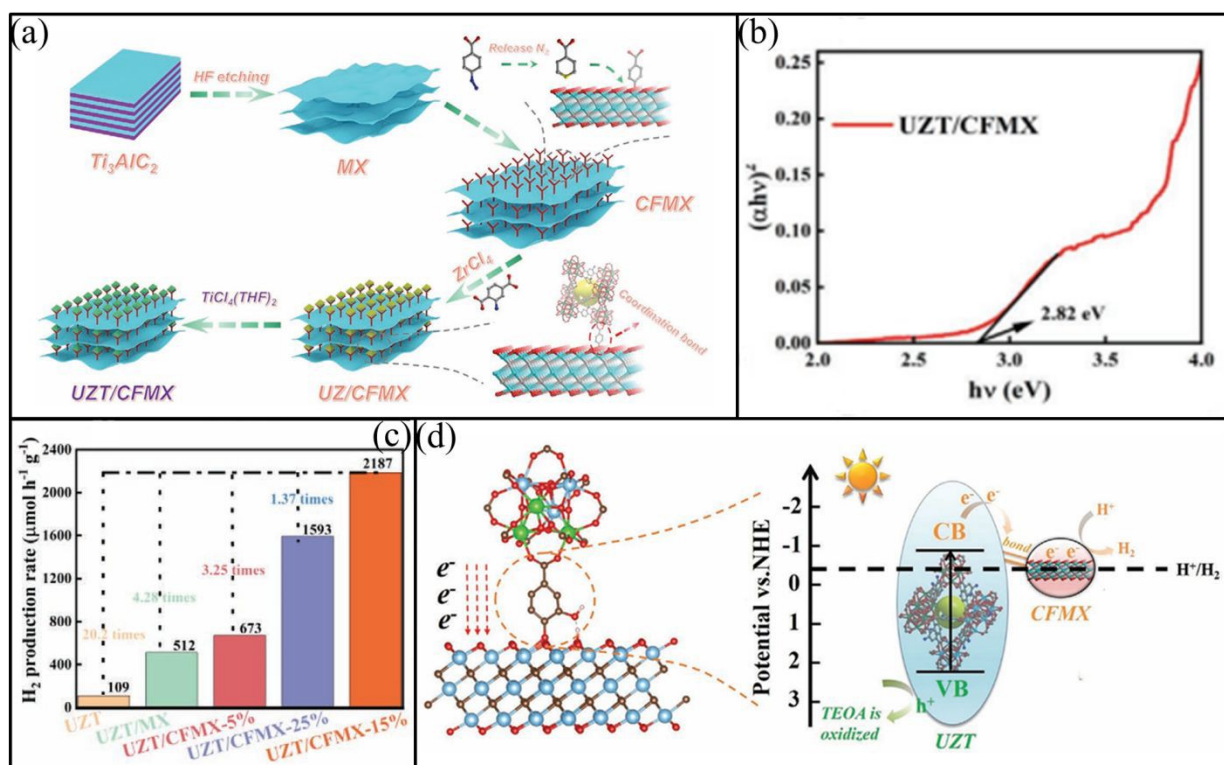 (a)
HF etching
Ti₃AlC₂
MX
Release N₂
CFMX
ZrCl₄
Coordination bond
TiCl₄(THF)₂
UZT/CFMX
UZ/CFMX
(b)
UZT/CFMX
(αhν)²
0.25
0.20
0.15
0.10
0.05
0.00
2.82 eV
2.0
2.5
3.0
3.5
4.0
hν (eV)
(c)
H₂ production rate (μmol h⁻¹ g⁻¹)
2400
2000
1600
1200
800
400
0
20.2 times
109
4.28 times
512
3.25 times
673
1.37 times
1593
2187
UZT
UZT/MX
UZT/CFMX-5%
UZT/CFMX-25%
UZT/CFMX-15%
(d)
e⁻
e⁻
e⁻
Potential vs.NHE
-2
-1
0
1
2
3
CB
e⁻
e⁻
bond
e⁻ e⁻
H⁺
H₂
H⁺/H₂
CFMX
VB
h⁺
TEOA is
oxidized
UZT